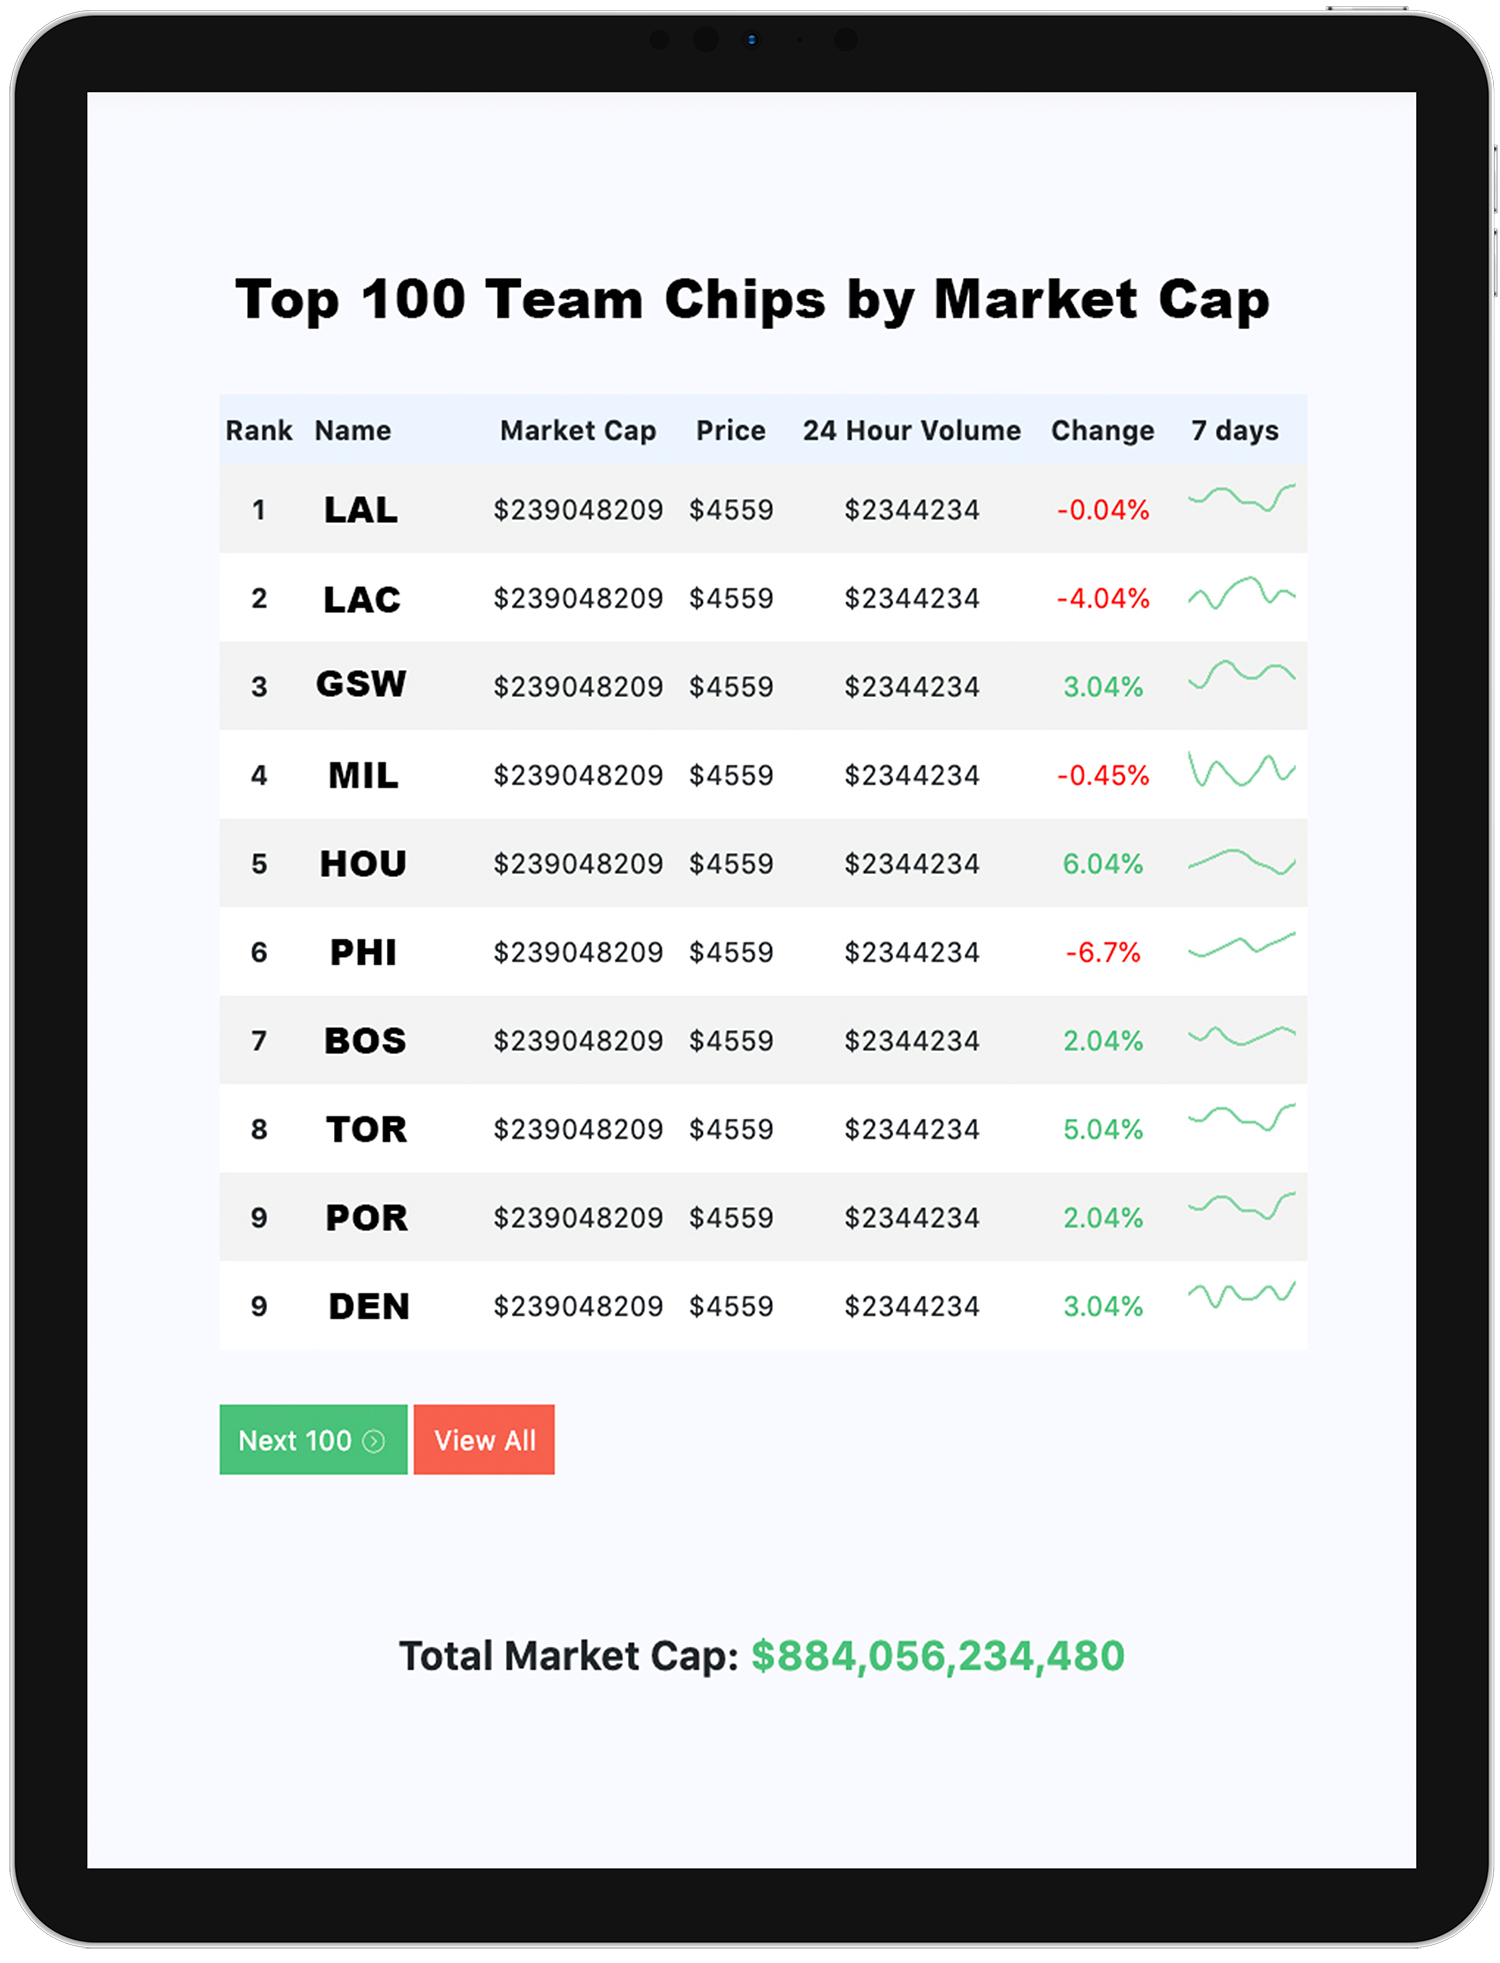 Top 100 Team Chips by Market Cap
Rank Name Market Cap Price 24 Hour Volume Change 7 days
1 LAL $239048209 $4559 $2344234 -0.04%
2 LAC $239048209 $4559 $2344234 -4.04%
3 GSW $239048209 $4559 $2344234 3.04%
4 MIL $239048209 $4559 $2344234 -0.45%
5 HOU $239048209 $4559 $2344234 6.04%
6 PHI $239048209 $4559 $2344234 -6.7%
7 BOS $239048209 $4559 $2344234 2.04%
8 TOR $239048209 $4559 $2344234 5.04%
9 POR $239048209 $4559 $2344234 2.04%
9 DEN $239048209 $4559 $2344234 3.04%
Next 100 View All
Total Market Cap: $884,056,234,480